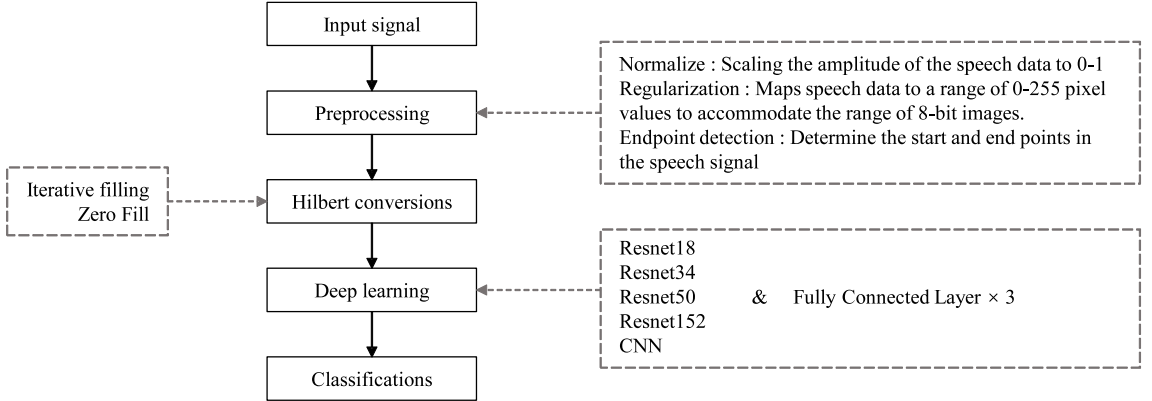 Input signal
Preprocessing
Normalize : Scaling the amplitude of the speech data to 0-1
Regularization : Maps speech data to a range of 0-255 pixel
values to accommodate the range of 8-bit images.
Endpoint detection : Determine the start and end points in
the speech signal
Iterative filling
Zero Fill
Hilbert conversions
Deep learning
Resnet18
Resnet34
Resnet50 & Fully Connected Layer × 3
Resnet152
CNN
Classifications